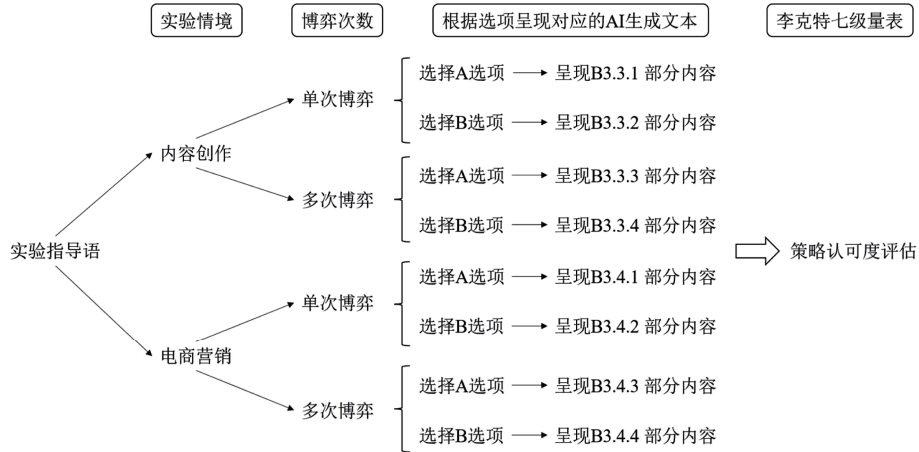 实验情境 博弈次数 根据选项呈现对应的AI生成文本 李克特七级量表
选择A选项 呈现B3.3.1 部分内容
单次博弈
选择B选项 呈现B3.3.2 部分内容
内容创作
选择A选项 呈现B3.3.3 部分内容
多次博弈
选择B选项 呈现B3.3.4 部分内容
实验指导语 策略认可度评估
选择A选项 呈现B3.4.1 部分内容
单次博弈
选择B选项 呈现B3.4.2 部分内容
电商营销
选择A选项 呈现B3.4.3 部分内容
多次博弈
选择B选项 呈现B3.4.4 部分内容